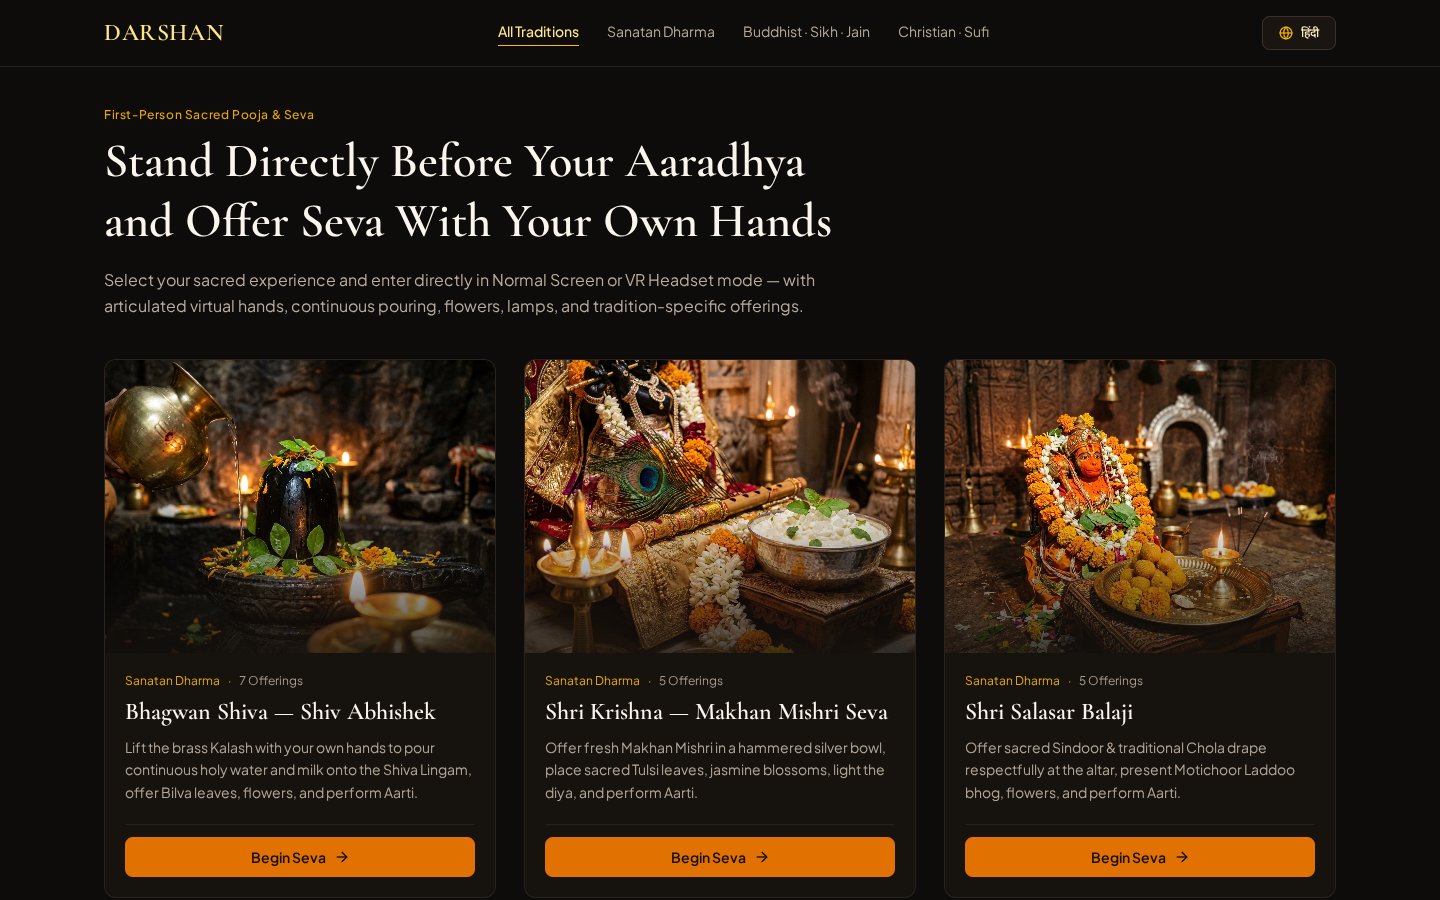 DARSHAN
All Traditions
Sanatan Dharma
Buddhist · Sikh · Jain
Christian · Sufi
हिंदी
First-Person Sacred Pooja & Seva
Stand Directly Before Your Aaradhya
and Offer Seva With Your Own Hands
Select your sacred experience and enter directly in Normal Screen or VR Headset mode — with
articulated virtual hands, continuous pouring, flowers, lamps, and tradition-specific offerings.
Sanatan Dharma · 7 Offerings
Bhagwan Shiva — Shiv Abhishek
Lift the brass Kalash with your own hands to pour
continuous holy water and milk onto the Shiva Lingam,
offer Bilva leaves, flowers, and perform Aarti.
Begin Seva →
Sanatan Dharma · 5 Offerings
Shri Krishna — Makhan Mishri Seva
Offer fresh Makhan Mishri in a hammered silver bowl,
place sacred Tulsi leaves, jasmine blossoms, light the
diya, and perform Aarti.
Begin Seva →
Sanatan Dharma · 5 Offerings
Shri Salasar Balaji
Offer sacred Sindoor & traditional Chola drape
respectfully at the altar, present Motichoor Laddoo
bhog, flowers, and perform Aarti.
Begin Seva →